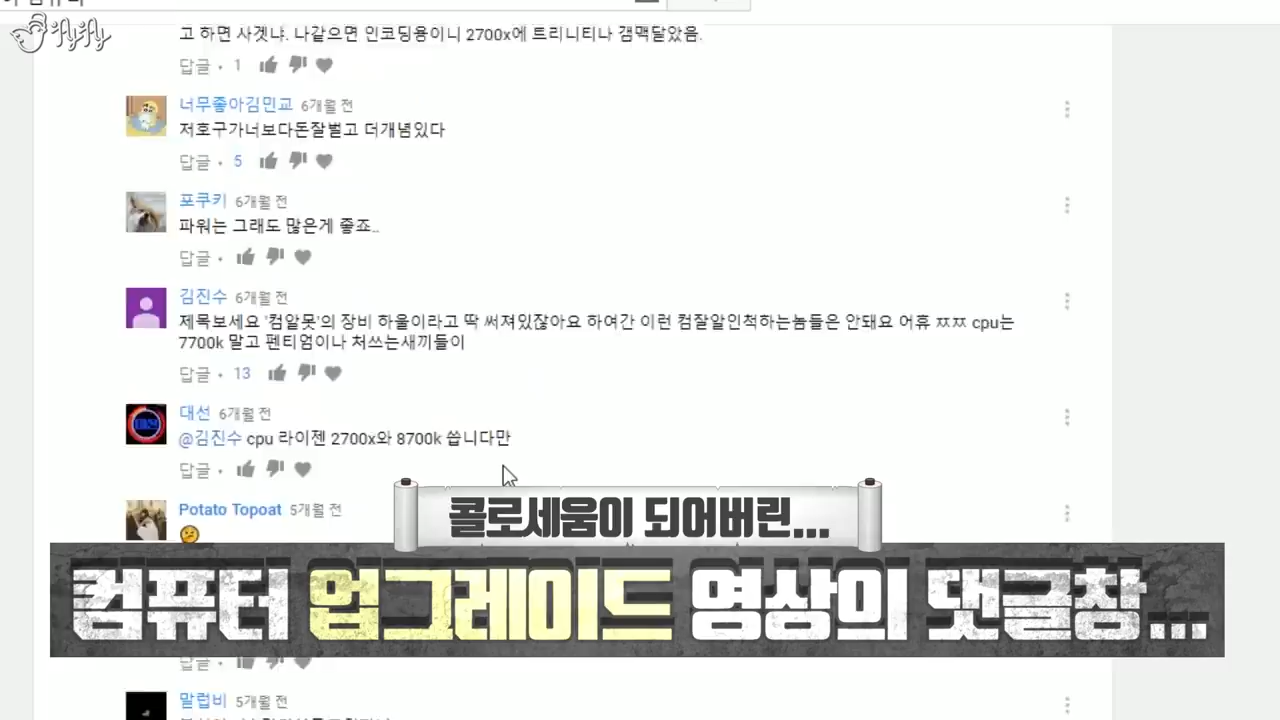 고 하면 사겟냐. 나같으면 인코딩용이니 2700x에 트리니티나 갬맥달았음.
답글 · 1
너무좋아김민교 6개월 전
저호구가너보다돈잘벌고 더개념있다
답글 · 5
포쿠키 6개월 전
파워는 그래도 많은게 좋죠..
답글 ·
김진수 6개월 전
제목보세요 '컴알못'의 장비 하울이라고 딱 써져있잖아요 하여간 이런 컴잘알인척하는놈들은 안돼요 어휴 ㅉㅉ cpu는
7700k 말고 펜티엄이나 처쓰는새끼들이
답글 · 13
대선 6개월 전
@김진수 cpu 라이젠 2700x와 8700k 씁니다만
답글 ·
Potato Topoat 5개월 전
콜로세움이 되어버린...
컴퓨터 업그레이드 영상의 댓글창...
답글 ·
말럽비 5개월 전